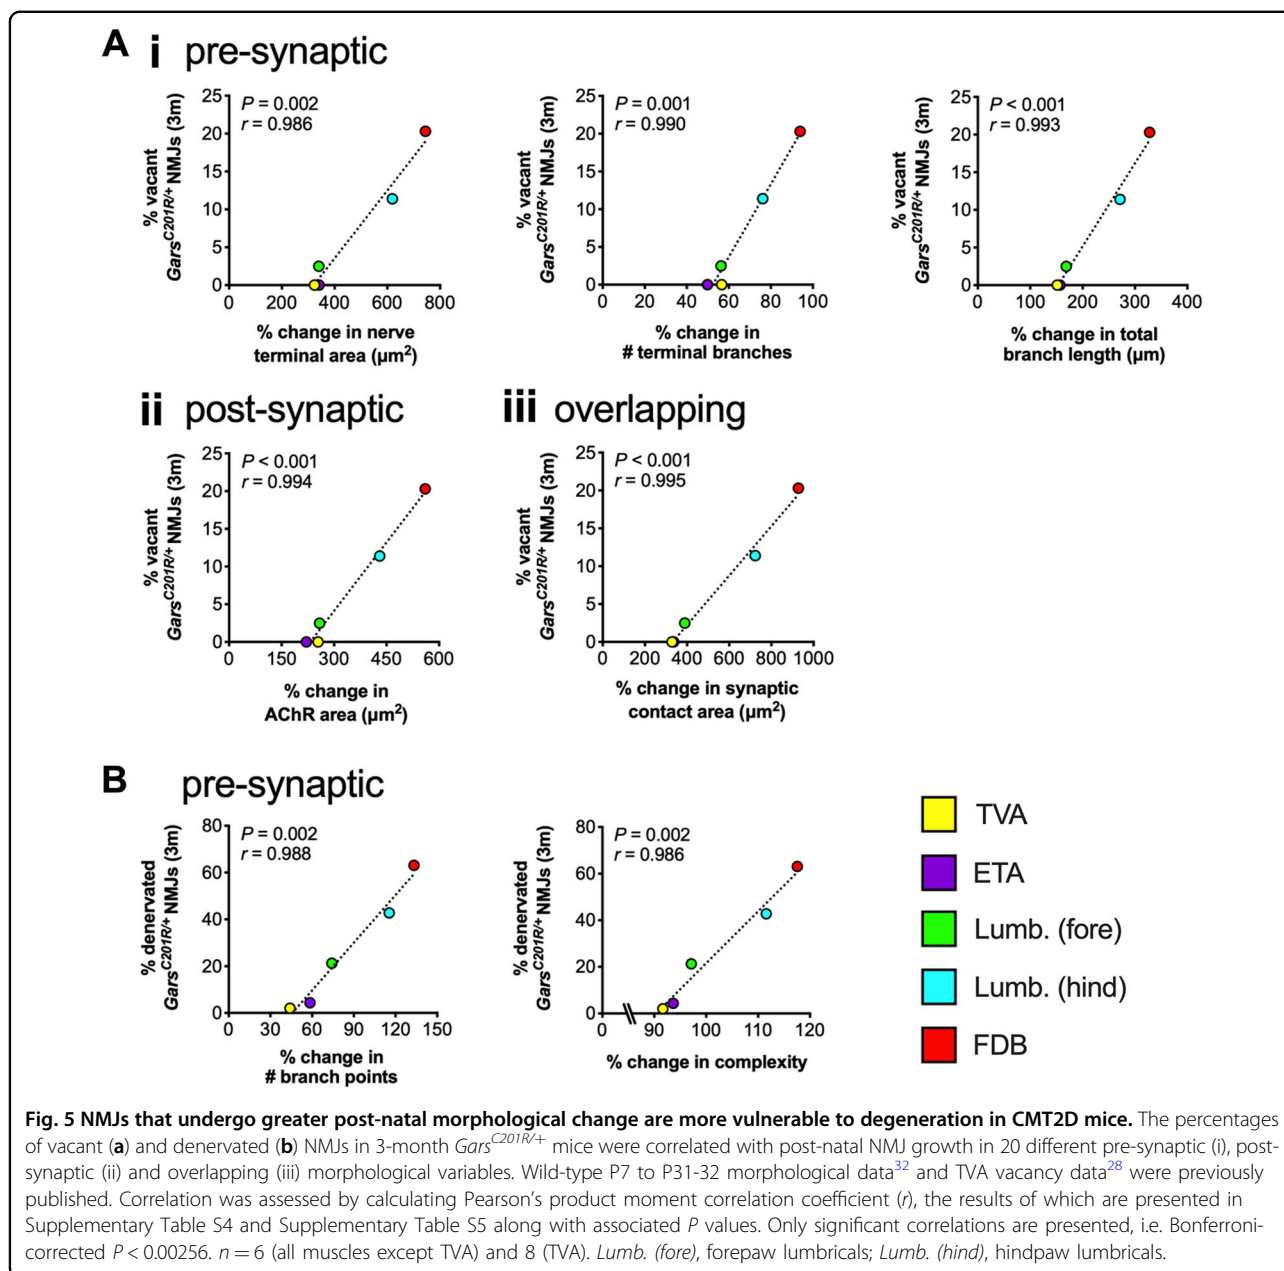 A i pre-synaptic
P = 0.002
r = 0.986
% vacant
Gars^C201R/+ NMJs (3m)
25
20
15
10
5
0
0 200 400 600 800
% change in nerve
terminal area (μm²)
P = 0.001
r = 0.990
% vacant
Gars^C201R/+ NMJs (3m)
25
20
15
10
5
0
0 20 40 60 80 100
% change in
# terminal branches
P < 0.001
r = 0.993
% vacant
Gars^C201R/+ NMJs (3m)
25
20
15
10
5
0
0 100 200 300 400
% change in total
branch length (μm)
ii post-synaptic
P < 0.001
r = 0.994
% vacant
Gars^C201R/+ NMJs (3m)
25
20
15
10
5
0
0 150 300 450 600
% change in
AChR area (μm²)
iii overlapping
P < 0.001
r = 0.995
% vacant
Gars^C201R/+ NMJs (3m)
25
20
15
10
5
0
0 200 400 600 800 1000
% change in synaptic
contact area (μm²)
B pre-synaptic
P = 0.002
r = 0.988
% denervated
Gars^C201R/+ NMJs (3m)
80
60
40
20
0
0 30 60 90 120 150
% change in
# branch points
P = 0.002
r = 0.986
% denervated
Gars^C201R/+ NMJs (3m)
80
60
40
20
0
0 90 100 110 120
% change in complexity
TVA
ETA
Lumb. (fore)
Lumb. (hind)
FDB
Fig. 5 NMJs that undergo greater post-natal morphological change are more vulnerable to degeneration in CMT2D mice. The percentages
of vacant (a) and denervated (b) NMJs in 3-month Gars^C201R/+ mice were correlated with post-natal NMJ growth in 20 different pre-synaptic (i), post-
synaptic (ii) and overlapping (iii) morphological variables. Wild-type P7 to P31-32 morphological data³² and TVA vacancy data²⁸ were previously
published. Correlation was assessed by calculating Pearson's product moment correlation coefficient (r), the results of which are presented in
Supplementary Table S4 and Supplementary Table S5 along with associated P values. Only significant correlations are presented, i.e. Bonferroni-
corrected P < 0.00256. n = 6 (all muscles except TVA) and 8 (TVA). Lumb. (fore), forepaw lumbricals; Lumb. (hind), hindpaw lumbricals.